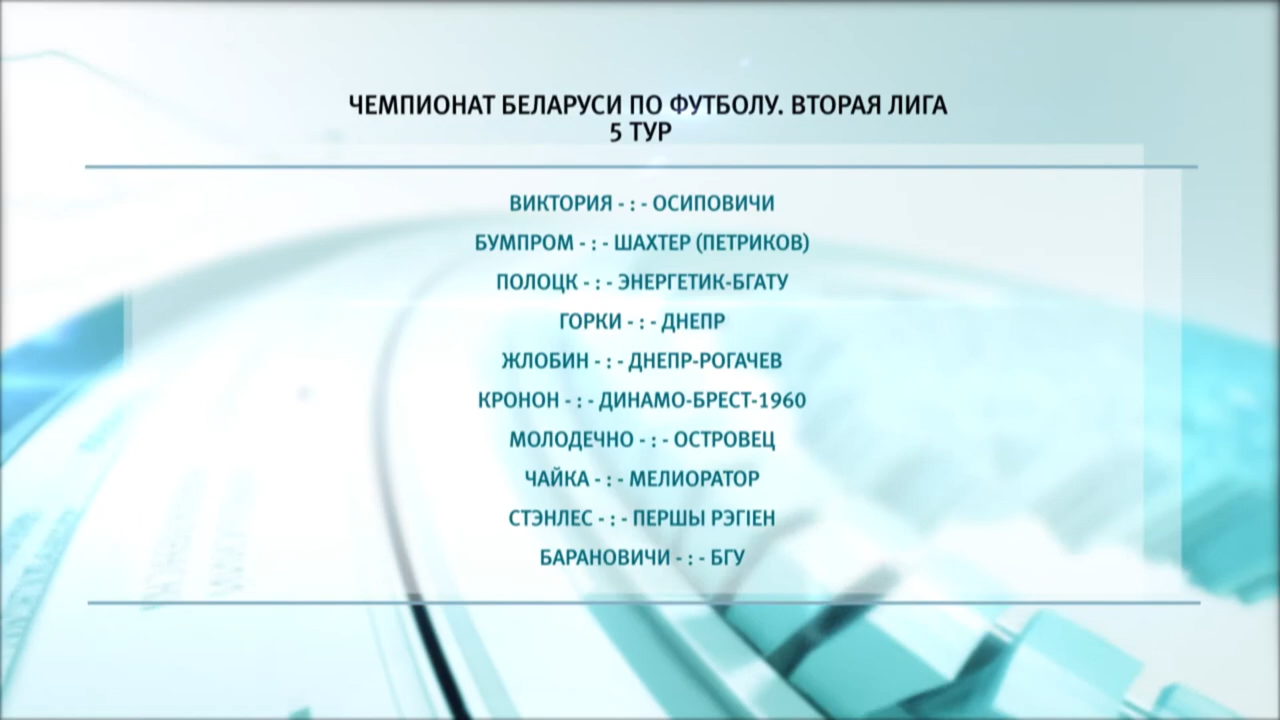 ЧЕМПИОНАТ БЕЛАРУСИ ПО ФУТБОЛУ. ВТОРАЯ ЛИГА
5 ТУР
ВИКТОРИЯ - : - ОСИПОВИЧИ
БУМПРОМ - : - ШАХТЕР (ПЕТРИКОВ)
ПОЛОЦК - : - ЭНЕРГЕТИК-БГАТУ
ГОРКИ - : - ДНЕПР
ЖЛОБИН - : - ДНЕПР-РОГАЧЕВ
КРОНОН - : - ДИНАМО-БРЕСТ-1960
МОЛОДЕЧНО - : - ОСТРОВЕЦ
ЧАЙКА - : - МЕЛИОРАТОР
СТЭНЛЕС - : - ПЕРШЫ РЭГІЕН
БАРАНОВИЧИ - : - БГУ